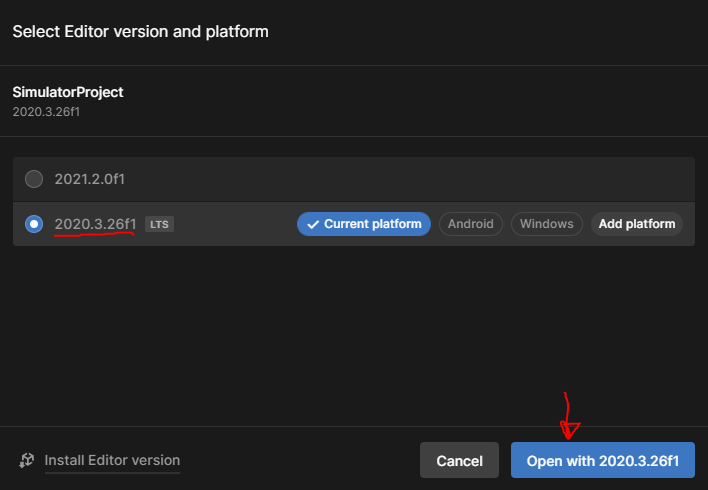 Select Editor version and platform
SimulatorProject
2020.3.26f1
2021.2.0f1
2020.3.26f1 LTS Current platform Android Windows Add platform
Install Editor version Cancel Open with 2020.3.26f1